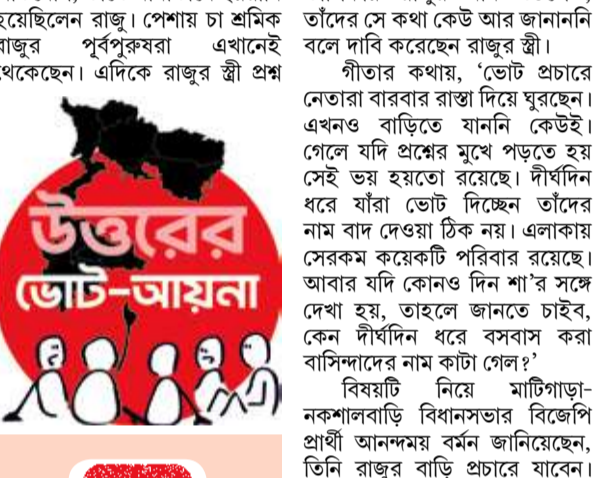 হয়েছিলেন রাজু। পেশায় চা শ্রমিক
রাজুর পূর্বপুরুষরা এখানেই
থেকেছেন। এদিকে রাজুর স্ত্রী প্রশ্ন
উত্তরের
ভোট-আয়না
তাঁদের সে কথা কেউ আর জানাননি
বলে দাবি করেছেন রাজুর স্ত্রী।
গীতার কথায়, ‘ভোট প্রচারে
নেতারা বারবার রাস্তা দিয়ে ঘুরছেন।
এখনও বাড়িতে যাননি কেউই।
গেলে যদি প্রশ্নের মুখে পড়তে হয়
সেই ভয় হয়তো রয়েছে। দীর্ঘদিন
ধরে যাঁরা ভোট দিচ্ছেন তাঁদের
নাম বাদ দেওয়া ঠিক নয়। এলাকায়
সেরকম কয়েকটি পরিবার রয়েছে।
আবার যদি কোনও দিন শা’র সঙ্গে
দেখা হয়, তাহলে জানতে চাইব,
কেন দীর্ঘদিন ধরে বসবাস করা
বাসিন্দাদের নাম কাটা গেল?’
বিষয়টি নিয়ে মাটিগাড়া-
নকশালবাড়ি বিধানসভার বিজেপি
প্রার্থী আনন্দময় বর্মন জানিয়েছেন,
তিনি রাজুর বাড়ি প্রচারে যাবেন।